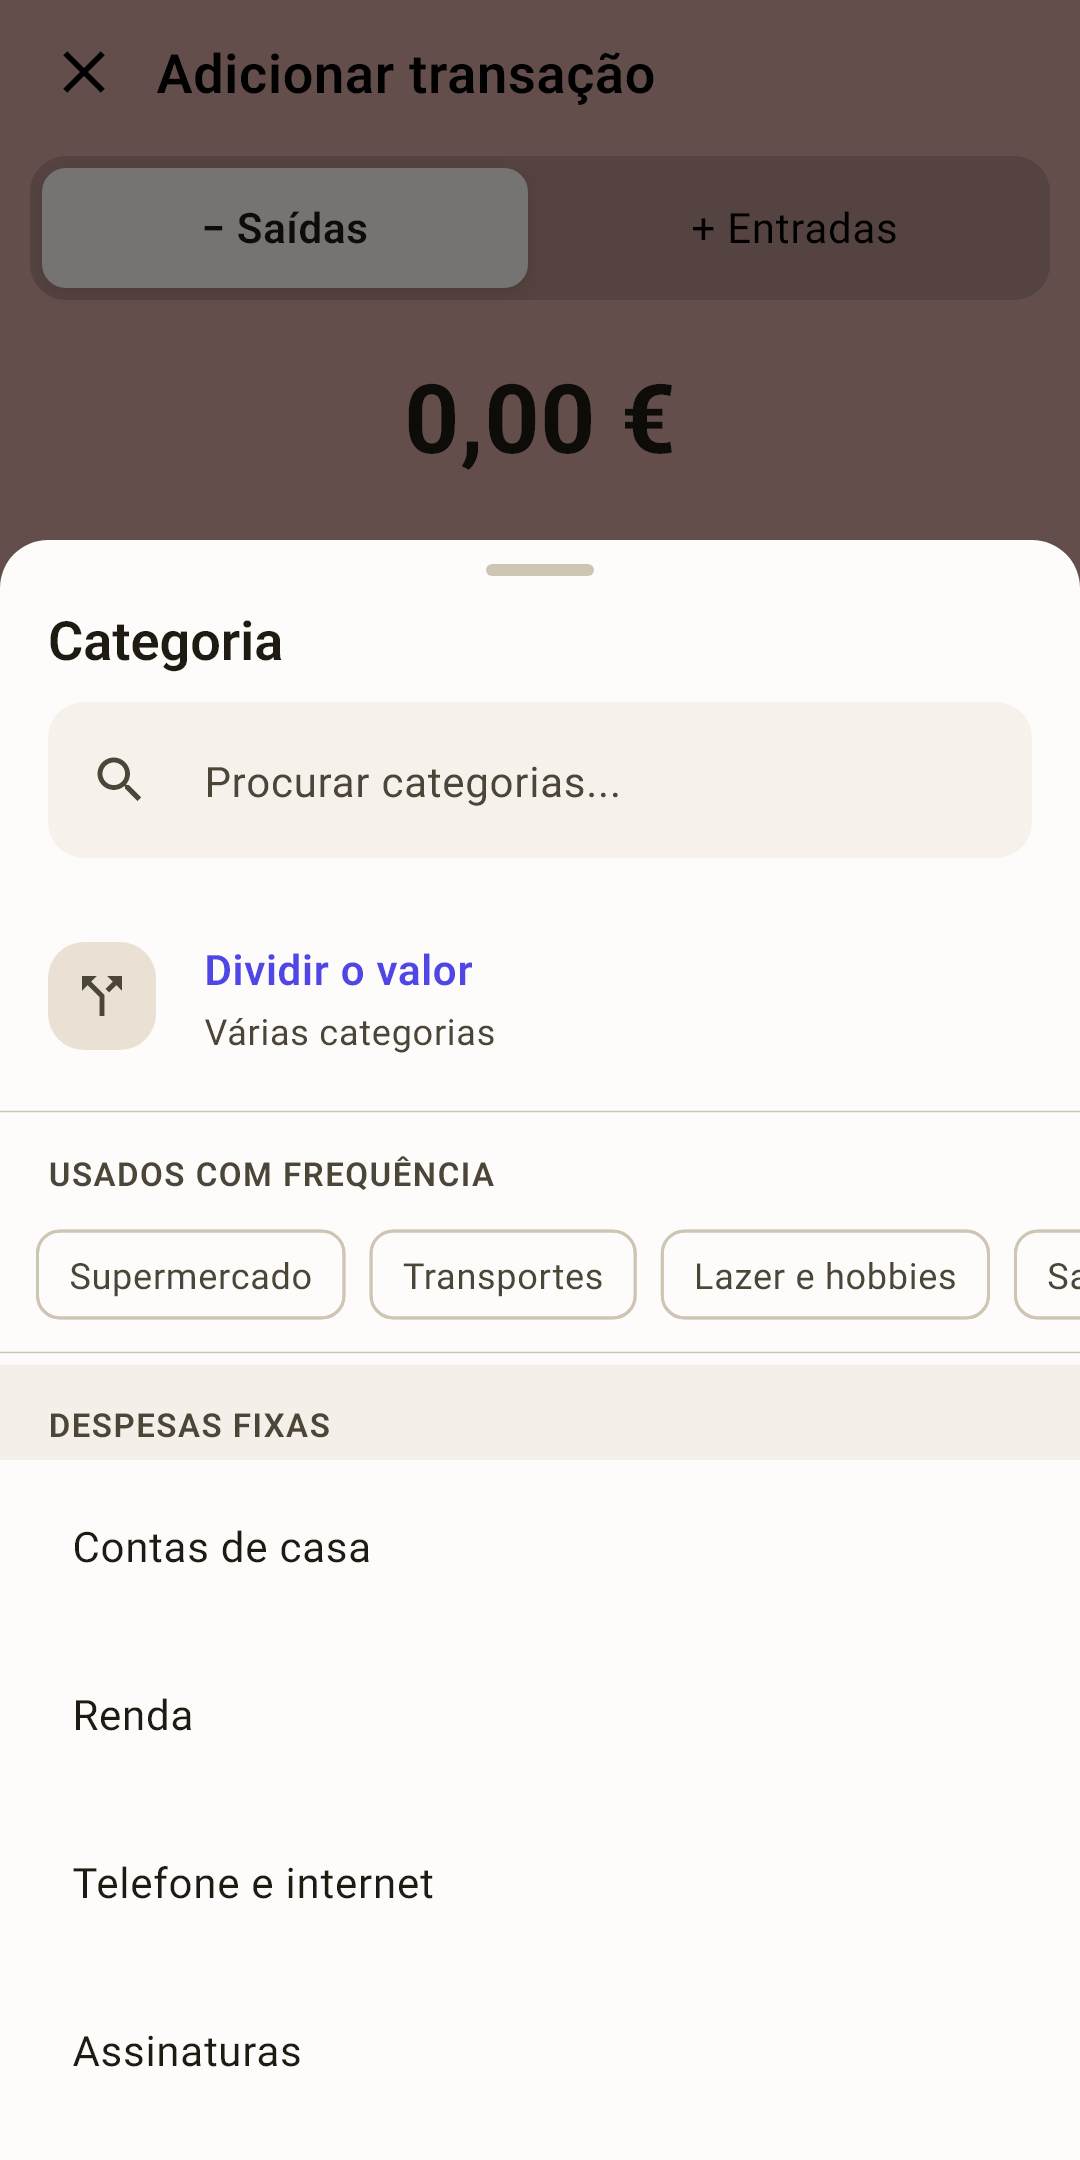 Adicionar transação
− Saídas
+ Entradas
0,00 €
Categoria
Procurar categorias...
Dividir o valor
Várias categorias
USADOS COM FREQUÊNCIA
Supermercado
Transportes
Lazer e hobbies
DESPESAS FIXAS
Contas de casa
Renda
Telefone e internet
Assinaturas